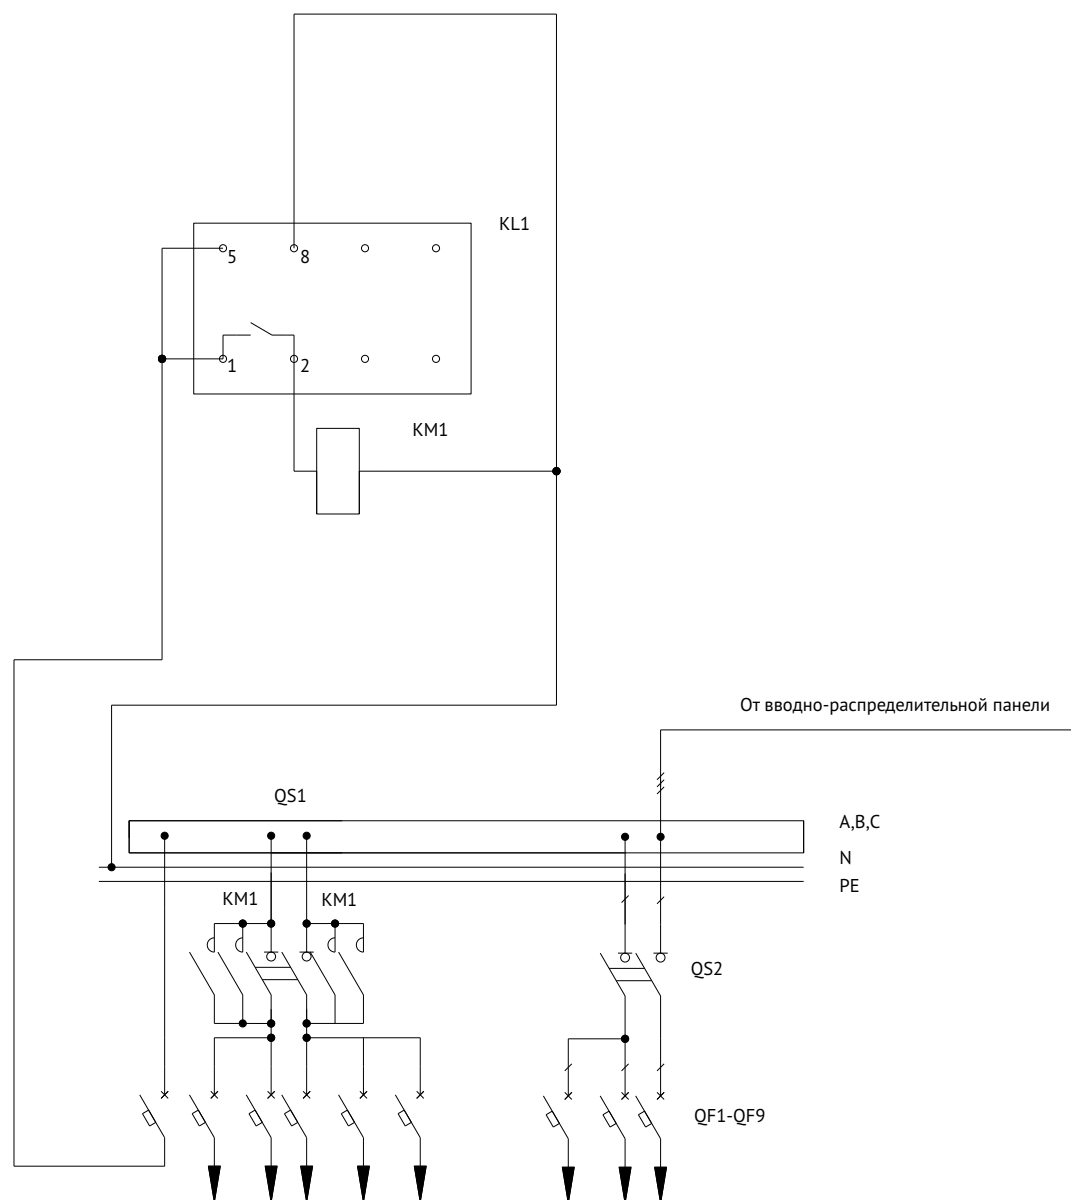 KL1
5
8
1
2
KM1
От вводно-распределительной панели
QS1
A,B,C
N
PE
KM1
KM1
QS2
QF1-QF9